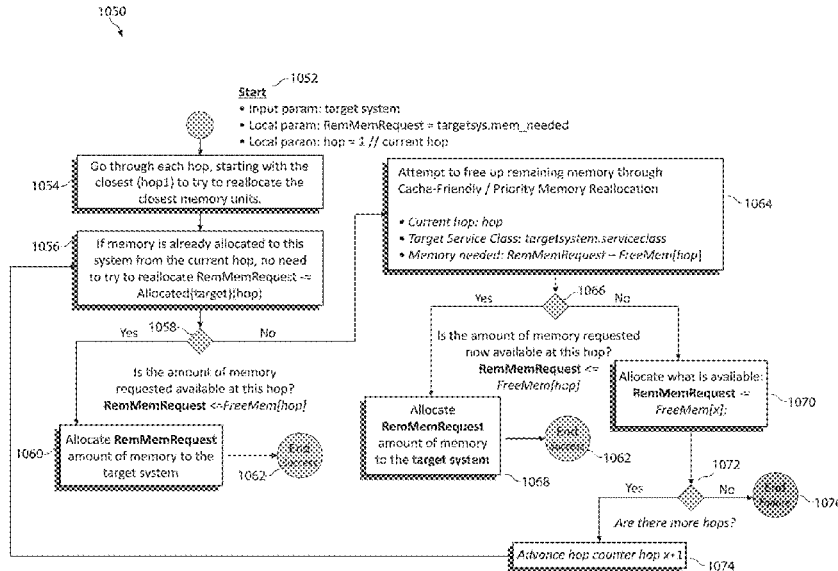 1050
1052
Start
• Input param: target system
• Local param: RemMemRequest = targetsys.mem_needed
• Local param: hop = 1 // current hop
1054
Go through each hop, starting with the
closest (hop1) to try to reallocate the
closest memory units.
1056
If memory is already allocated to this
system from the current hop, no need
to try to reallocate RemMemRequest -=
Allocated[target][hop]
1058
Yes
No
Is the amount of memory
requested available at this hop?
RemMemRequest <=FreeMem[hop]
1060
Allocate RemMemRequest
amount of memory to the
target system
End
Success
1062
Attempt to free up remaining memory through
Cache-Friendly / Priority Memory Reallocation
• Current hop: hop
• Target Service Class: targetsystem.serviceclass
• Memory needed: RemMemRequest – FreeMem[hop]
1064
Yes
No
1066
Is the amount of memory requested
now available at this hop?
RemMemRequest <=
FreeMem[hop]
Allocate
RemMemRequest
amount of memory
to the target system
1068
End
Success
1062
Allocate what is available:
RemMemRequest -=
FreeMem[x];
1070
1072
Yes
No
End
Failure
1076
Are there more hops?
Advance hop counter hop x+1
1074